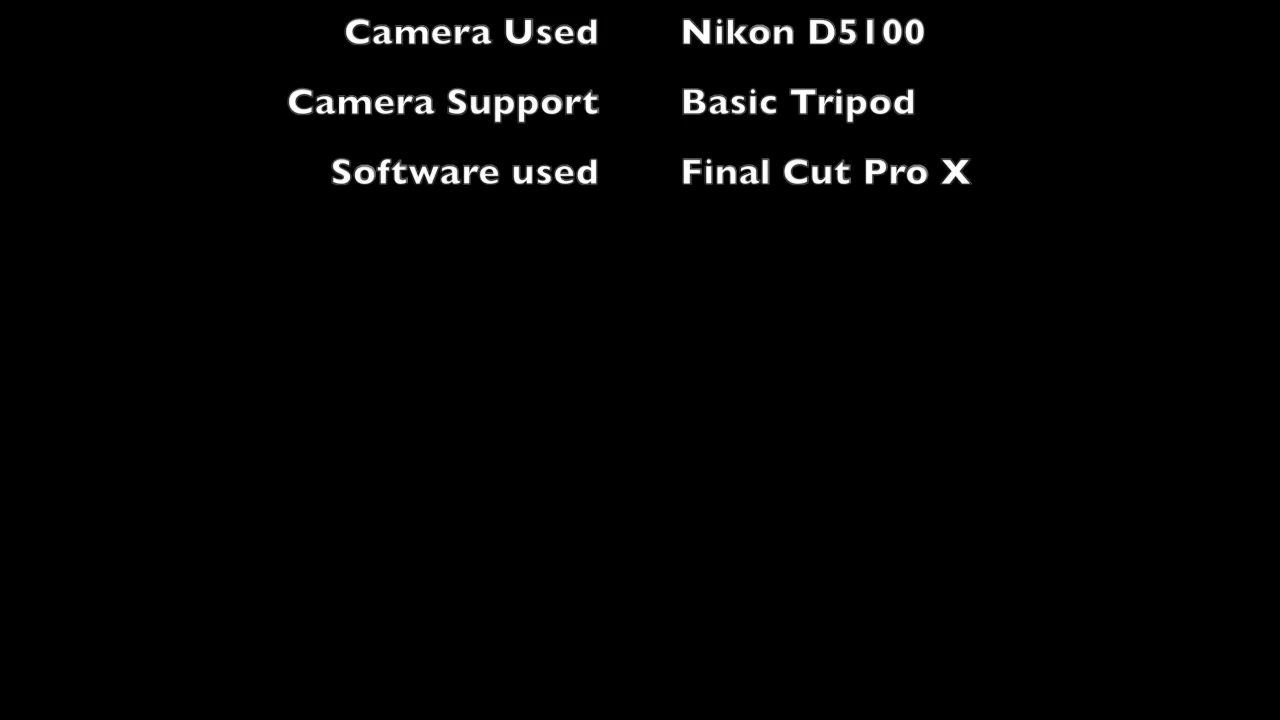 Camera Used Nikon D5100
Camera Support Basic Tripod
Software used Final Cut Pro X